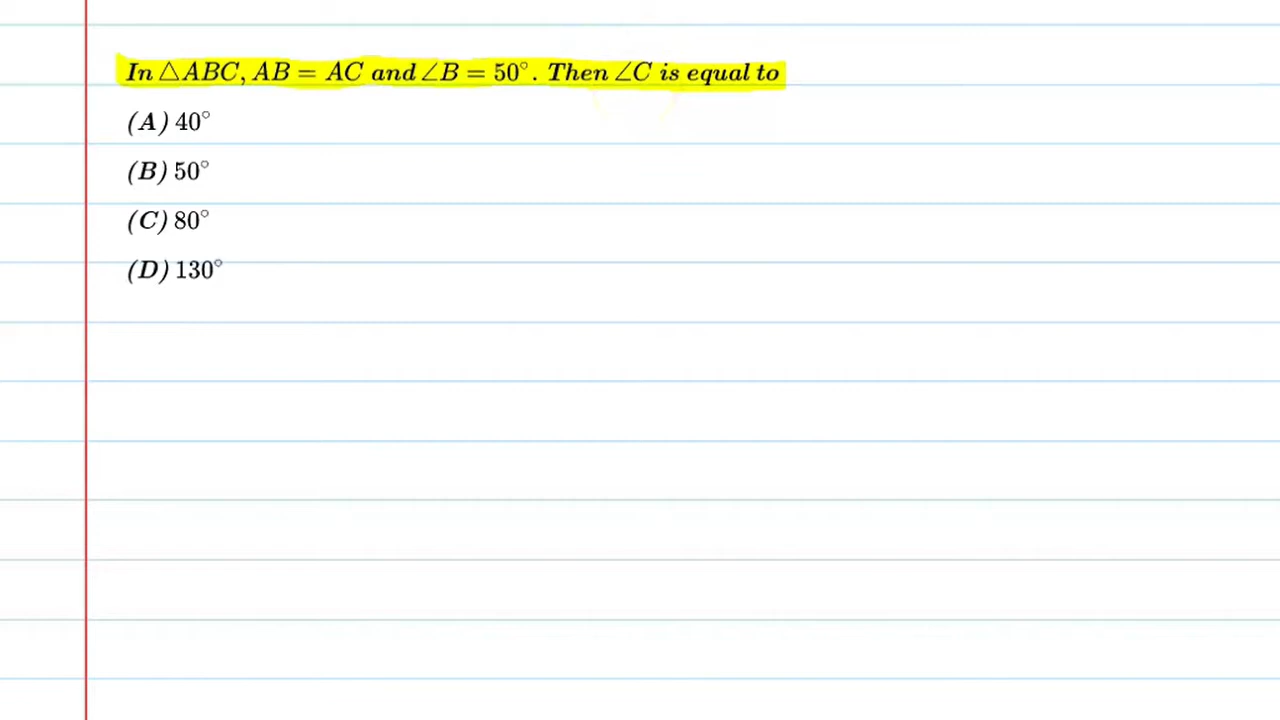 In △ABC, AB = AC and ∠B = 50°. Then ∠C is equal to
(A) 40°
(B) 50°
(C) 80°
(D) 130°